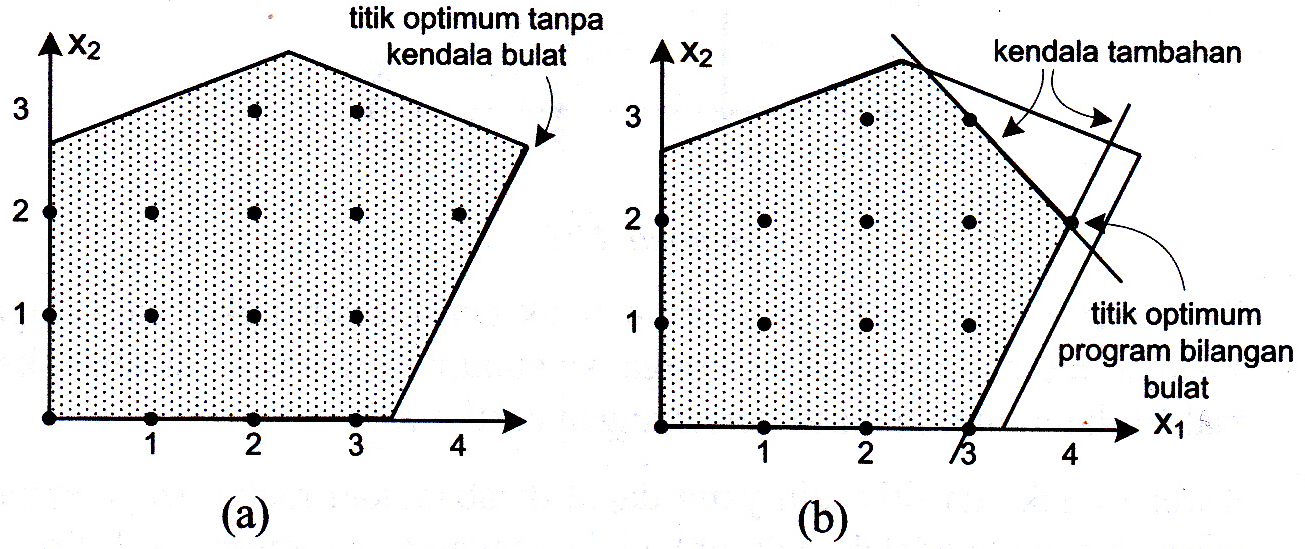 titik optimum tanpa
kendala bulat
x2
3
2
1
1 2 3 4
(a)
x2
kendala tambahan
3
2
1
titik optimum
program bilangan
bulat
x1
1 2 3 4
(b)